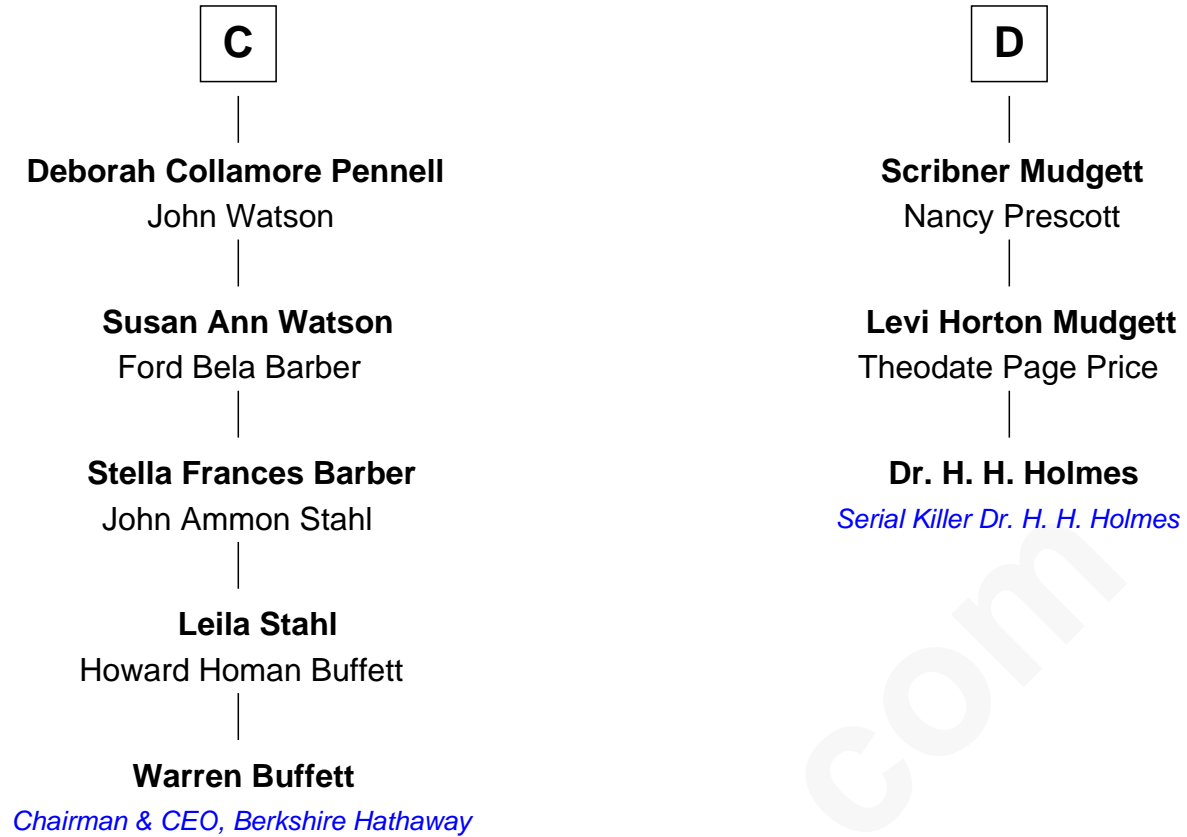 C
Deborah Collamore Pennell
John Watson
Susan Ann Watson
Ford Bela Barber
Stella Frances Barber
John Ammon Stahl
Leila Stahl
Howard Homan Buffett
Warren Buffett
Chairman & CEO, Berkshire Hathaway
D
Scribner Mudgett
Nancy Prescott
Levi Horton Mudgett
Theodate Page Price
Dr. H. H. Holmes
Serial Killer Dr. H. H. Holmes
com